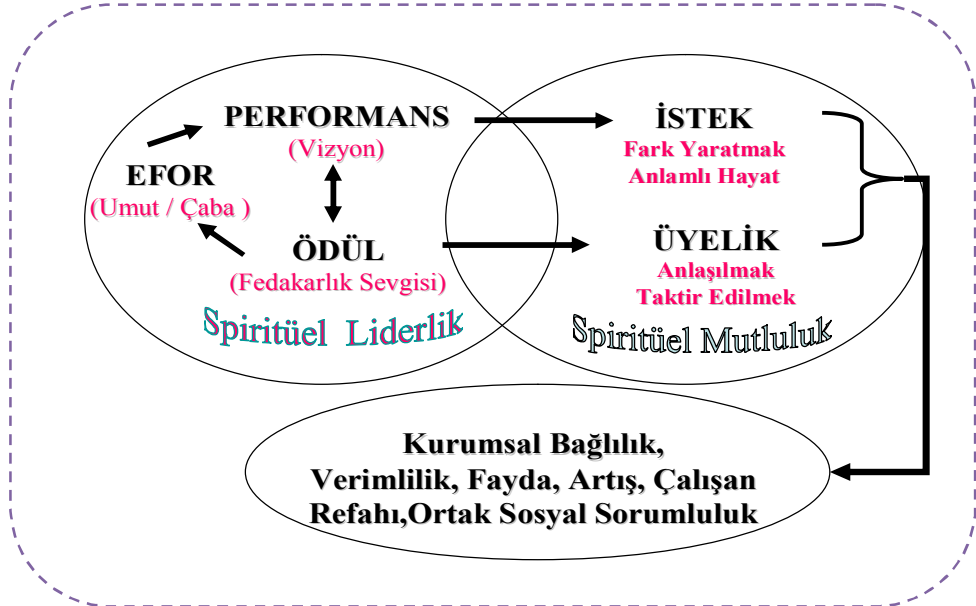 PERFORMANS
(Vizyon)
EFOR
(Umut / Çaba )
ÖDÜL
(Fedakarlık Sevgisi)
Spiritüel Liderlik
İSTEK
Fark Yaratmak
Anlamlı Hayat
ÜYELİK
Anlaşılmak
Taktir Edilmek
Spiritüel Mutluluk
Kurumsal Bağlılık,
Verimlilik, Fayda, Artış, Çalışan
Refahı,Ortak Sosyal Sorumluluk